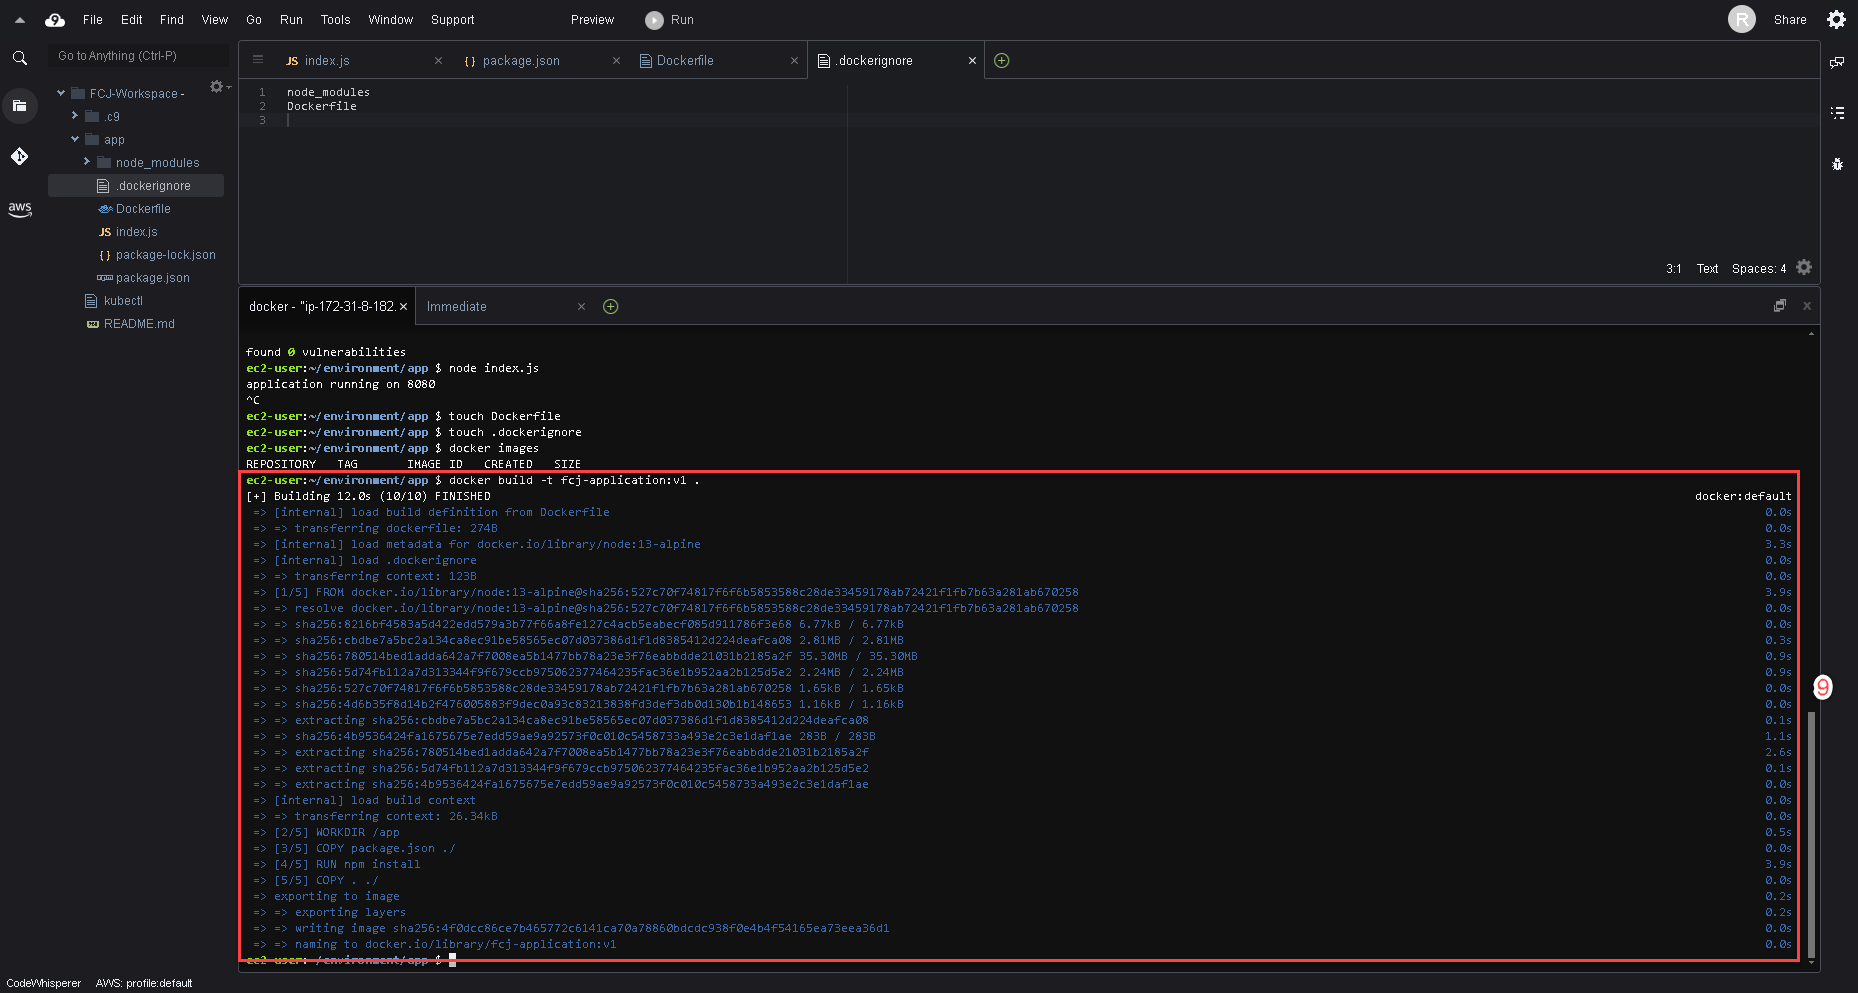 File Edit Find View Go Run Tools Window Support Preview Run R Share
Go to Anything (Ctrl-P)
JS index.js
{ } package.json
Dockerfile
.dockerignore
FCJ-Workspace -
.c9
app
node_modules
.dockerignore
Dockerfile
JS index.js
{ } package-lock.json
package.json
kubectl
README.md
aws
1 node_modules
2 Dockerfile
3
3:1 Text Spaces: 4
docker - "ip-172-31-8-182.
Immediate
found 0 vulnerabilities
ec2-user:~/environment/app $ node index.js
application running on 8080
^C
ec2-user:~/environment/app $ touch Dockerfile
ec2-user:~/environment/app $ touch .dockerignore
ec2-user:~/environment/app $ docker images
REPOSITORY TAG IMAGE ID CREATED SIZE
ec2-user:~/environment/app $ docker build -t fcj-application:v1 .
[+] Building 12.0s (10/10) FINISHED docker:default
=> [internal] load build definition from Dockerfile 0.0s
=> => transferring dockerfile: 274B 0.0s
=> [internal] load metadata for docker.io/library/node:13-alpine 3.3s
=> [internal] load .dockerignore 0.0s
=> => transferring context: 123B 0.0s
=> [1/5] FROM docker.io/library/node:13-alpine@sha256:527c70f74817f6f6b5853588c28de33459178ab72421f1fb7b63a281ab670258 3.9s
=> => resolve docker.io/library/node:13-alpine@sha256:527c70f74817f6f6b5853588c28de33459178ab72421f1fb7b63a281ab670258 0.0s
=> => sha256:8216bf4583a5d422edd579a3b77f66a8fe127c4acb5eabecf085d911786f3e68 6.77kB / 6.77kB 0.0s
=> => sha256:cbdbe7a5bc2a134ca8ec91be58565ec07d037386d1f1d8385412d224deafca08 2.81MB / 2.81MB 0.3s
=> => sha256:780514bed1adda642a7f7008ea5b1477bb78a23e3f76eabbdde21031b2185a2f 35.30MB / 35.30MB 0.9s
=> => sha256:5d74fb112a7d313344f9f679ccb975062377464235fac36e1b952aa2b125d5e2 2.24MB / 2.24MB 0.9s
=> => sha256:527c70f74817f6f6b5853588c28de33459178ab72421f1fb7b63a281ab670258 1.65kB / 1.65kB 0.0s
=> => sha256:4d6b35f8d14b2f476005883f9dec0a93c83213838fd3def3db0d130b1b148653 1.16kB / 1.16kB 0.0s
=> => extracting sha256:cbdbe7a5bc2a134ca8ec91be58565ec07d037386d1f1d8385412d224deafca08 0.1s
=> => sha256:4b9536424fa1675675e7edd59ae9a92573f0c010c5458733a493e2c3e1daf1ae 283B / 283B 1.1s
=> => extracting sha256:780514bed1adda642a7f7008ea5b1477bb78a23e3f76eabbdde21031b2185a2f 2.6s
=> => extracting sha256:5d74fb112a7d313344f9f679ccb975062377464235fac36e1b952aa2b125d5e2 0.1s
=> => extracting sha256:4b9536424fa1675675e7edd59ae9a92573f0c010c5458733a493e2c3e1daf1ae 0.0s
=> [internal] load build context 0.0s
=> => transferring context: 26.34kB 0.0s
=> [2/5] WORKDIR /app 0.5s
=> [3/5] COPY package.json ./ 0.0s
=> [4/5] RUN npm install 3.9s
=> [5/5] COPY . ./ 0.0s
=> exporting to image 0.2s
=> => exporting layers 0.2s
=> => writing image sha256:4f0dcc86ce7b465772c6141ca70a78860bdcdc938f0e4b4f54165ea73eea36d1 0.0s
=> => naming to docker.io/library/fcj-application:v1 0.0s
ec2-user:~/environment/app $
9
CodeWhisperer AWS: profile:default